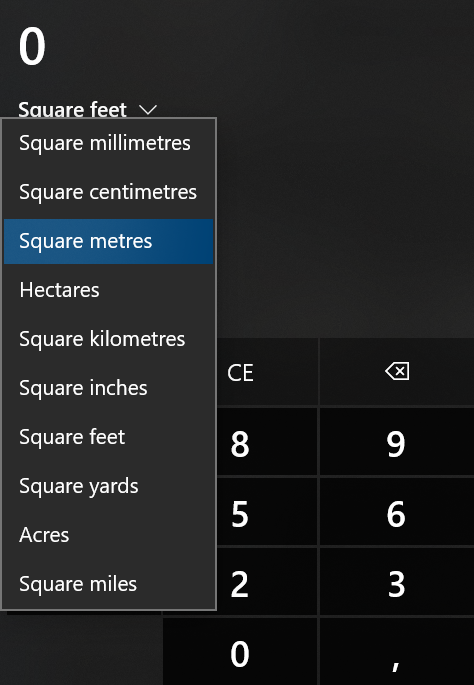 0
Square feet
Square millimetres
Square centimetres
Square metres
Hectares
Square kilometres
CE
Square inches
Square feet
8 9
Square yards
5 6
Acres
Square miles
2 3
0 ,